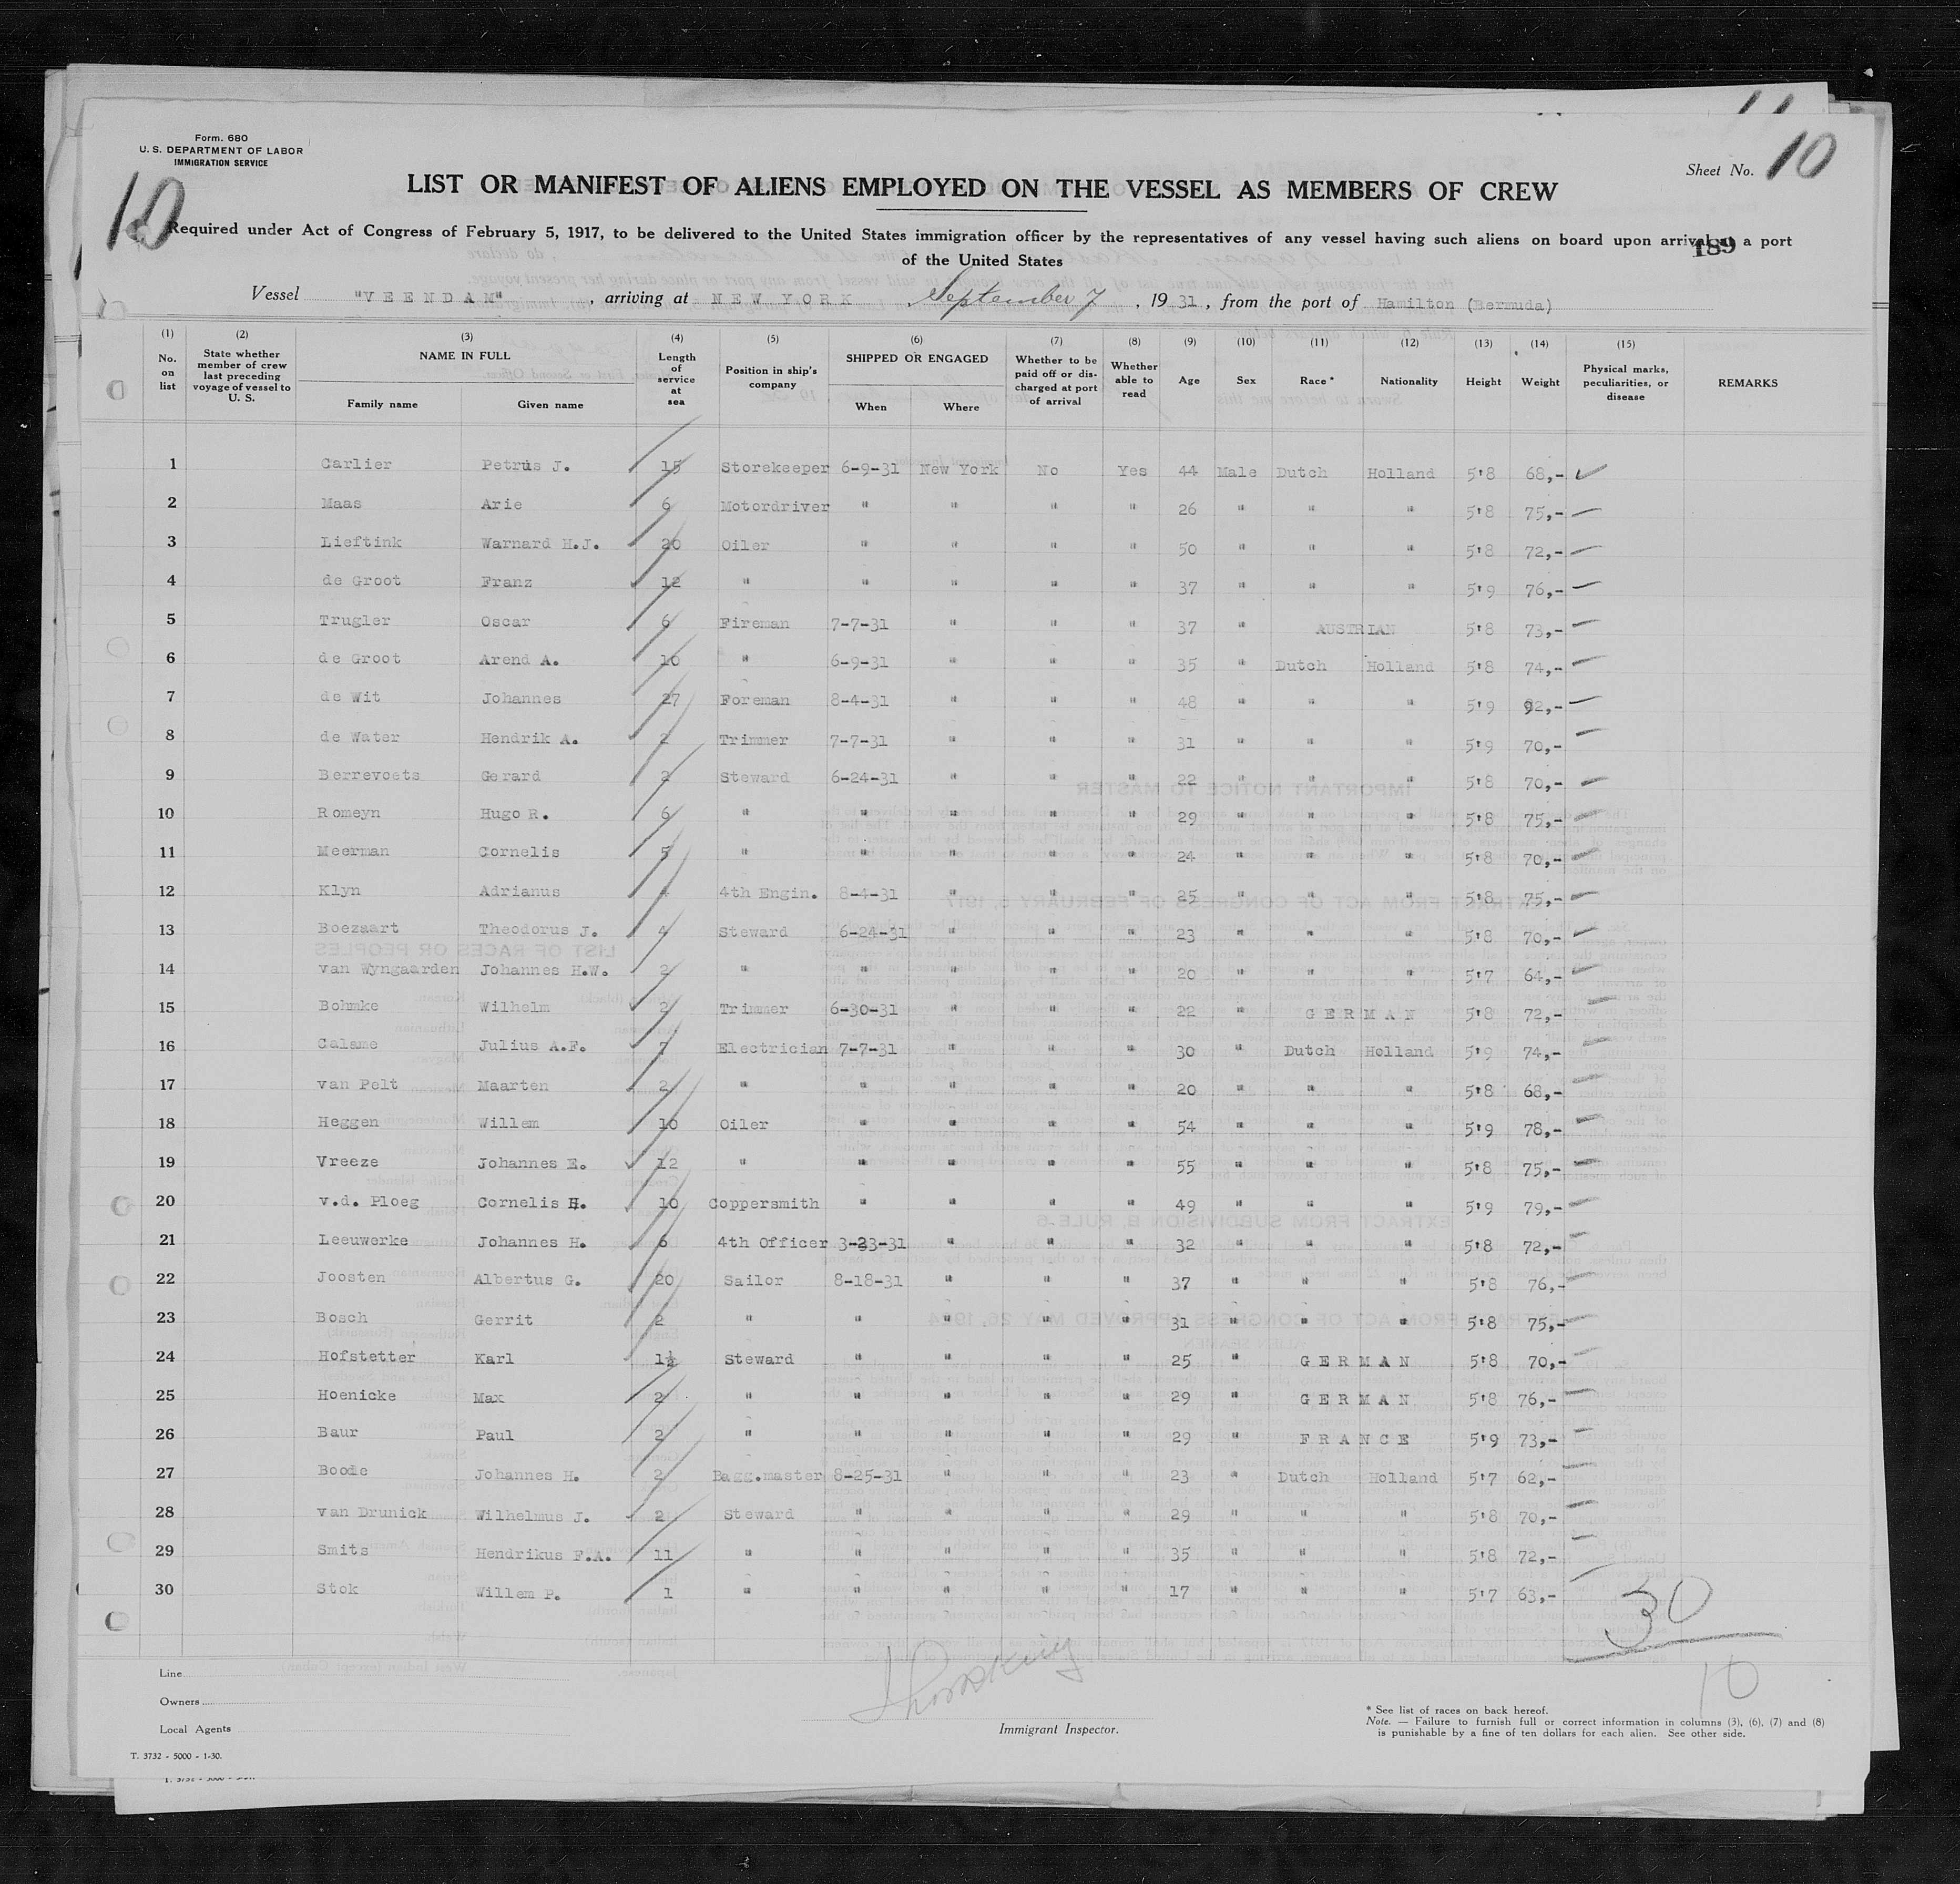 Form. 680
U. S. DEPARTMENT OF LABOR
IMMIGRATION SERVICE
10
Sheet No. 10
LIST OR MANIFEST OF ALIENS EMPLOYED ON THE VESSEL AS MEMBERS OF CREW
Required under Act of Congress of February 5, 1917, to be delivered to the United States immigration officer by the representatives of any vessel having such aliens on board upon arrival at a port
189
of the United States
Vessel "VEENDAM", arriving at NEW YORK September 7, 1931, from the port of Hamilton (Bermuda)
(1) No. on list (2) State whether member of crew last preceding voyage of vessel to U. S. (3) NAME IN FULL Family name Given name (4) Length of service at sea (5) Position in ship's company (6) SHIPPED OR ENGAGED When Where (7) Whether to be paid off or discharged at port of arrival (8) Whether able to read (9) Age (10) Sex (11) Race* (12) Nationality (13) Height (14) Weight (15) Physical marks, peculiarities, or disease REMARKS
1 Carlier Petrus J. 15 Storekeeper 6-9-31 New York No Yes 44 Male Dutch Holland 5'8 68,-
2 Maas Arie 6 Motordriver " " " " 26 " " " 5'8 75,-
3 Lieftink Warnard H.J. 20 Oiler " " " " 50 " " " 5'8 72,-
4 de Groot Franz 12 " " " " " 37 " " " 5'9 76,-
5 Trugler Oscar 6 Fireman 7-7-31 " " " 37 " AUSTRIAN 5'8 73,-
6 de Groot Arend A. 10 " 6-9-31 " " " 35 " Dutch Holland 5'8 74,-
7 de Wit Johannes 27 Foreman 8-4-31 " " " 48 " " " 5'9 92,-
8 de Water Hendrik A. 2 Trimmer 7-7-31 " " " 31 " " " 5'9 70,-
9 Berrevoets Gerard 2 Steward 6-24-31 " " " 22 " " " 5'8 70,-
10 Romeyn Hugo R. 6 " " " " " 29 " " " 5'8 75,-
11 Meerman Cornelis 5 " " " " " 24 " " " 5'8 70,-
12 Klyn Adrianus 4 4th Engin. 8-4-31 " " " 25 " " " 5'8 75,-
13 Boezaart Theodorus J. 4 Steward 6-24-31 " " " 23 " " " 5'8 70,-
14 van Wyngaarden Johannes H.W. 2 " " " " " 20 " " " 5'7 64,-
15 Bohmke Wilhelm 2 Trimmer 6-30-31 " " " 22 " GERMAN 5'8 72,-
16 Calame Julius A.F. 7 Electrician 7-7-31 " " " 30 " Dutch Holland 5'9 74,-
17 van Pelt Maarten 2 " " " " " 20 " " " 5'8 68,-
18 Heggen Willem 10 Oiler " " " " 54 " " " 5'9 78,-
19 Vreeze Johannes E. 12 " " " " " 55 " " " 5'8 75,-
20 v.d. Ploeg Cornelis H. 10 Coppersmith " " " " 49 " " " 5'9 79,-
21 Leeuwerke Johannes H. 6 4th Officer 3-23-31 " " " 32 " " " 5'8 72,-
22 Joosten Albertus G. 20 Sailor 8-18-31 " " " 37 " " " 5'8 76,-
23 Bosch Gerrit 2 " " " " " 31 " " " 5'8 75,-
24 Hofstetter Karl 1½ Steward " " " " 25 " GERMAN 5'8 70,-
25 Hoenicke Max 2 " " " " " 29 " GERMAN 5'8 76,-
26 Baur Paul 2 " " " " " 29 " FRANCE 5'9 73,-
27 Boode Johannes H. 2 Bagg.master 8-25-31 " " " 23 " Dutch Holland 5'7 62,-
28 van Drunick Wilhelmus J. 2 Steward " " " " 29 " " " 5'8 70,-
29 Smits Hendrikus F.A. 11 " " " " " 35 " " " 5'8 72,-
30 Stok Willem P. 1 " " " " " 17 " " " 5'7 63,-
30
10
Line
Owners
Local Agents
Immigrant Inspector.
* See list of races on back hereof.
Note. — Failure to furnish full or correct information in columns (3), (6), (7) and (8)
is punishable by a fine of ten dollars for each alien. See other side.
T. 3732 - 5000 - 1-30.